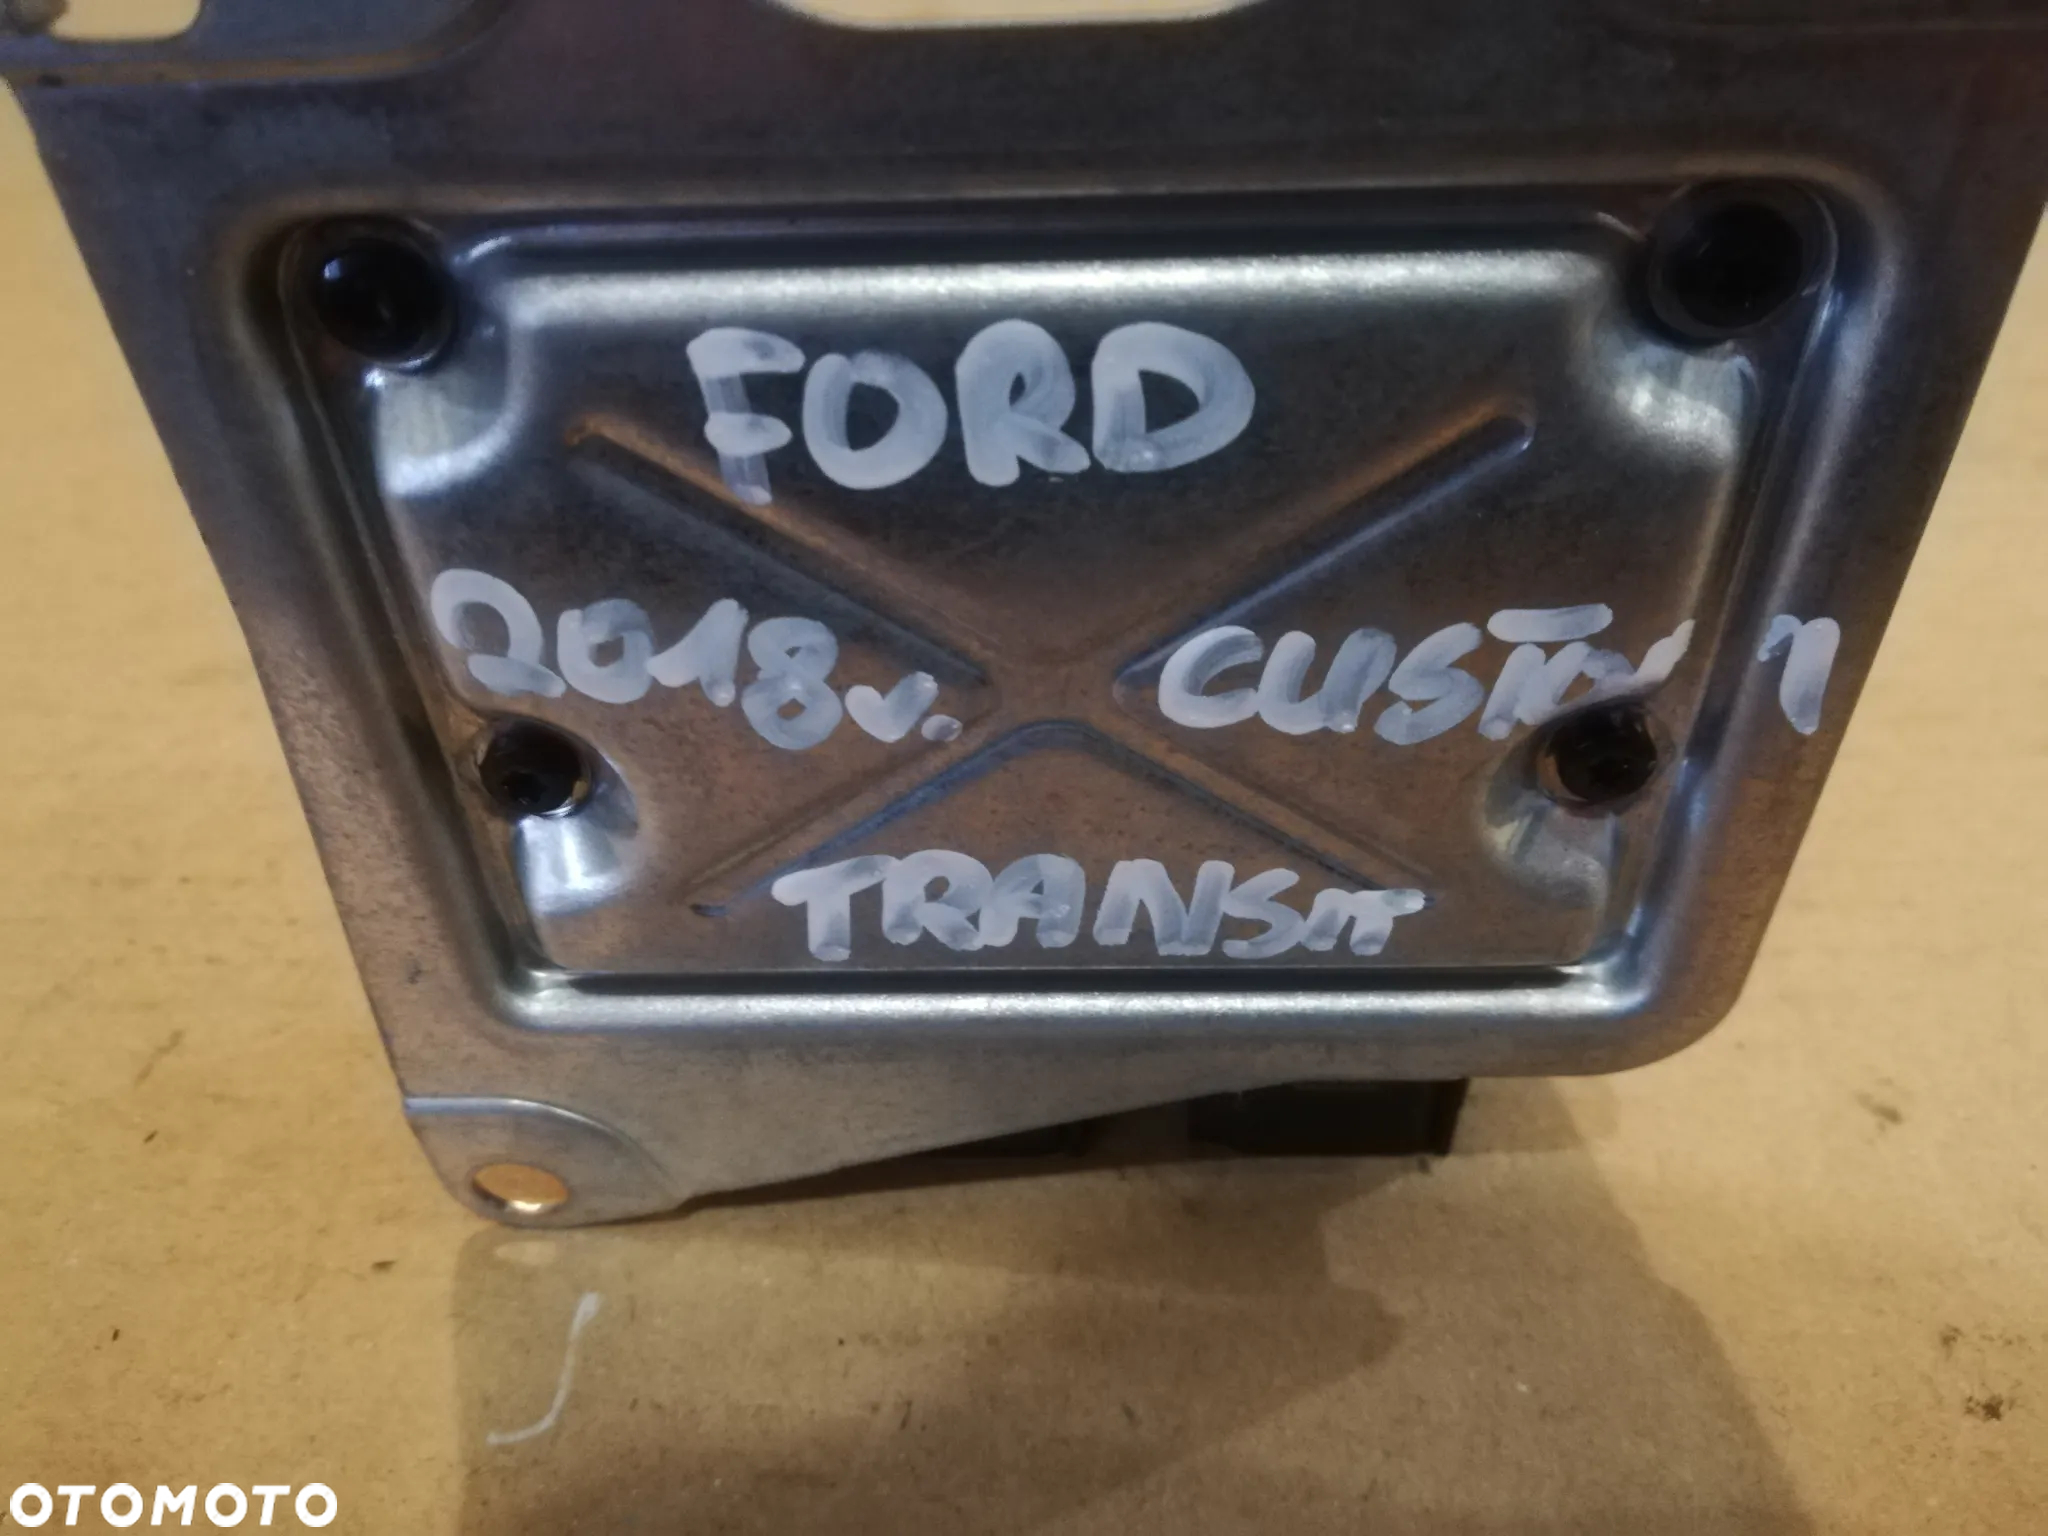 FORD
2018r. CUSTOM
TRANSIT
OTOMOTO